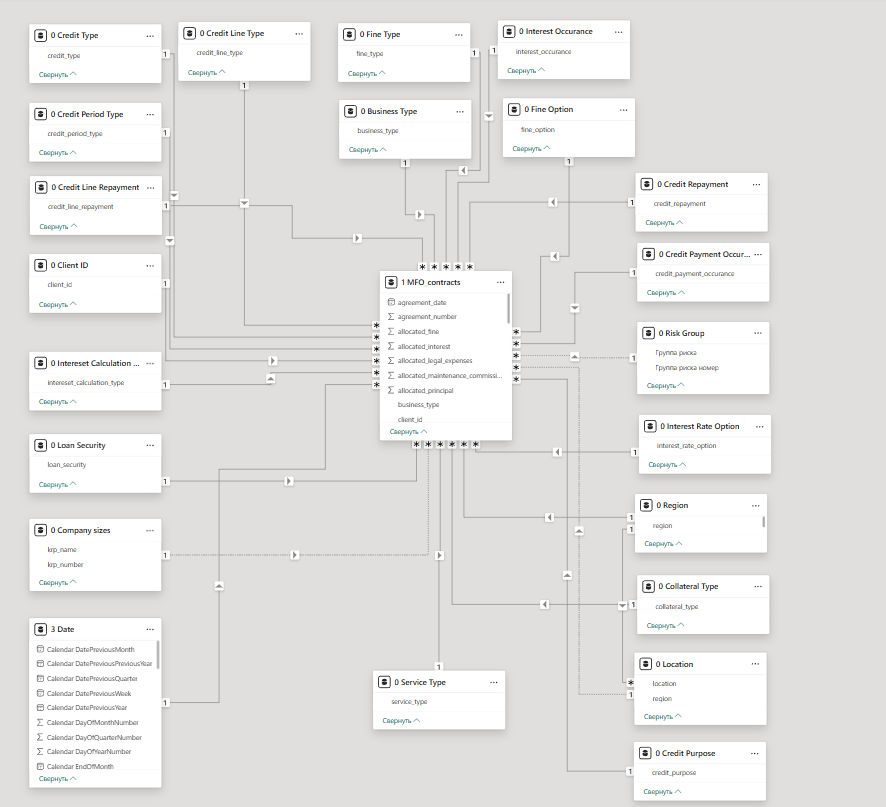 0 Credit Type
credit_type
Свернуть
0 Credit Line Type
credit_line_type
Свернуть
0 Fine Type
fine_type
Свернуть
0 Interest Occurance
interest_occurance
Свернуть
0 Credit Period Type
credit_period_type
Свернуть
0 Business Type
business_type
Свернуть
0 Fine Option
fine_option
Свернуть
0 Credit Line Repayment
credit_line_repayment
Свернуть
0 Credit Repayment
credit_repayment
Свернуть
0 Client ID
client_id
Свернуть
0 Credit Payment Occur...
credit_payment_occurance
Свернуть
1 MFO_contracts
agreement_date
agreement_number
allocated_fine
allocated_interest
allocated_legal_expenses
allocated_maintenance_commissi...
allocated_principal
business_type
client_id
Свернуть
0 Risk Group
Группа риска
Группа риска номер
Свернуть
0 Intereset Calculation ...
intereset_calculation_type
Свернуть
0 Interest Rate Option
interest_rate_option
Свернуть
0 Loan Security
loan_security
Свернуть
0 Region
region
Свернуть
0 Company sizes
krp_name
krp_number
Свернуть
0 Collateral Type
collateral_type
Свернуть
3 Date
Calendar DatePreviousMonth
Calendar DatePreviousPreviousYear
Calendar DatePreviousQuarter
Calendar DatePreviousWeek
Calendar DatePreviousYear
Calendar DayOfMonthNumber
Calendar DayOfQuarterNumber
Calendar DayOfYearNumber
Calendar EndOfMonth
Свернуть
0 Service Type
service_type
Свернуть
0 Location
location
region
Свернуть
0 Credit Purpose
credit_purpose
Свернуть